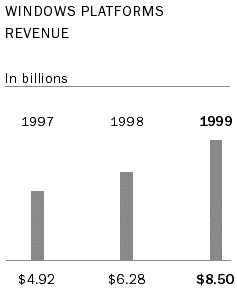 WINDOWS PLATFORMS
REVENUE
In billions
1997 1998 1999
$4.92 $6.28 $8.50